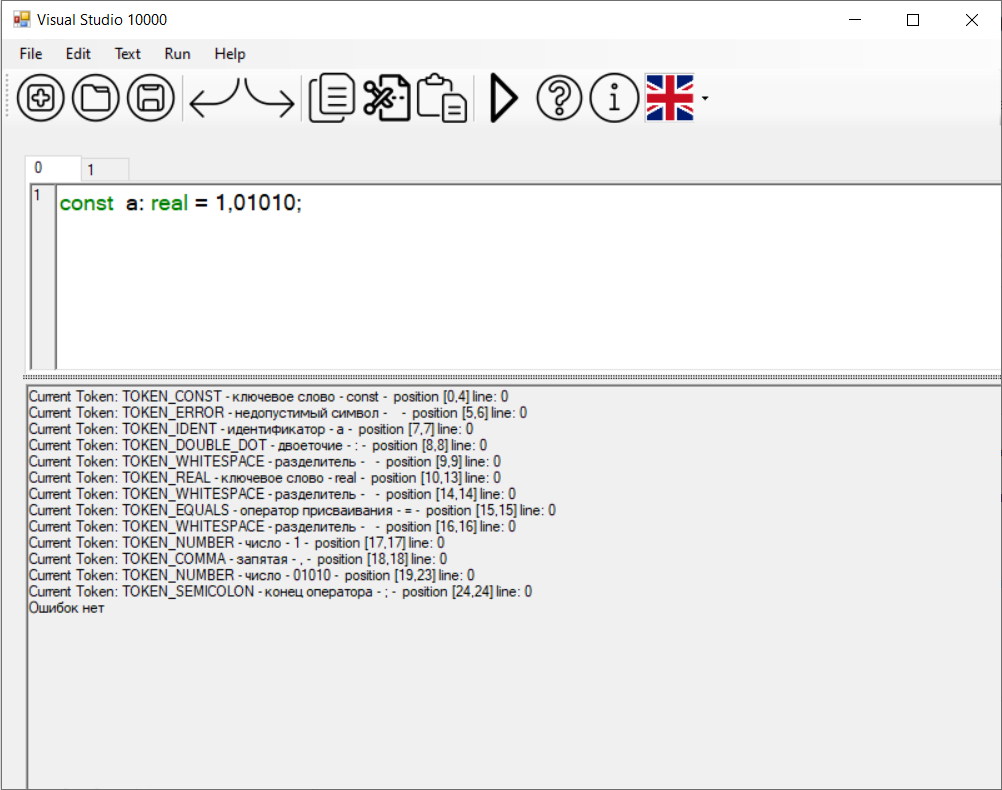 Visual Studio 10000
File Edit Text Run Help
0 1
1 const  a: real = 1,01010;
Current Token: TOKEN_CONST - ключевое слово - const - position [0,4] line: 0
Current Token: TOKEN_ERROR - недопустимый символ -    - position [5,6] line: 0
Current Token: TOKEN_IDENT - идентификатор - a - position [7,7] line: 0
Current Token: TOKEN_DOUBLE_DOT - двоеточие - : - position [8,8] line: 0
Current Token: TOKEN_WHITESPACE - разделитель -   - position [9,9] line: 0
Current Token: TOKEN_REAL - ключевое слово - real - position [10,13] line: 0
Current Token: TOKEN_WHITESPACE - разделитель -   - position [14,14] line: 0
Current Token: TOKEN_EQUALS - оператор присваивания - = - position [15,15] line: 0
Current Token: TOKEN_WHITESPACE - разделитель -   - position [16,16] line: 0
Current Token: TOKEN_NUMBER - число - 1 - position [17,17] line: 0
Current Token: TOKEN_COMMA - запятая - , - position [18,18] line: 0
Current Token: TOKEN_NUMBER - число - 01010 - position [19,23] line: 0
Current Token: TOKEN_SEMICOLON - конец оператора - ; - position [24,24] line: 0
Ошибок нет